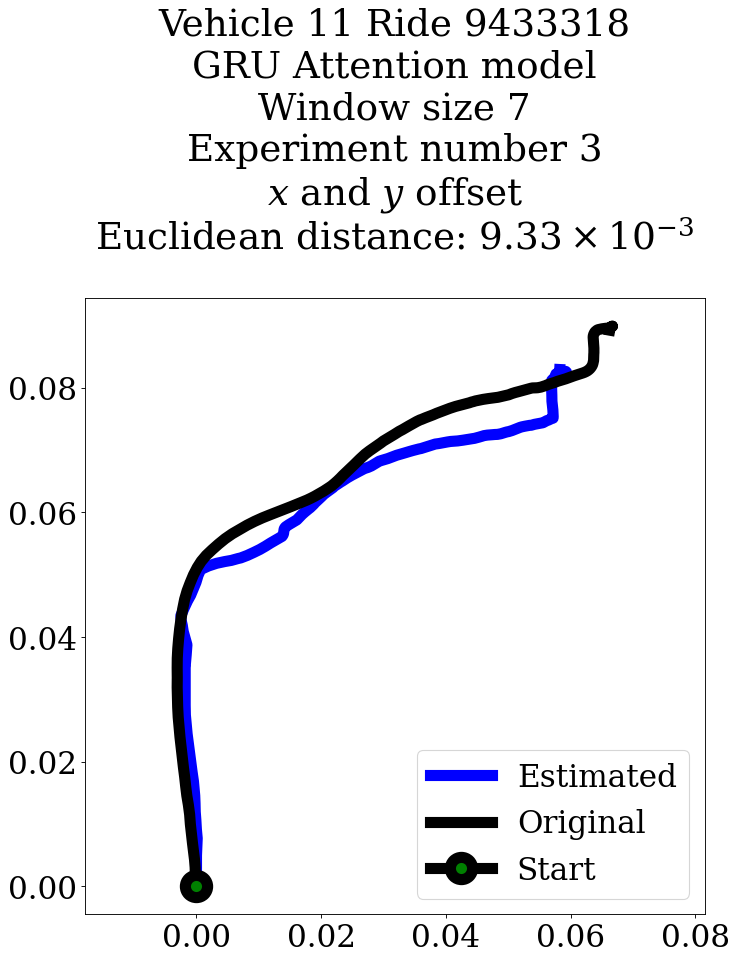 Vehicle 11 Ride 9433318
GRU Attention model
Window size 7
Experiment number 3
x and y offset
Euclidean distance: 9.33 × 10⁻³
0.08
0.06
0.04
0.02
0.00
Estimated
Original
Start
0.00 0.02 0.04 0.06 0.08